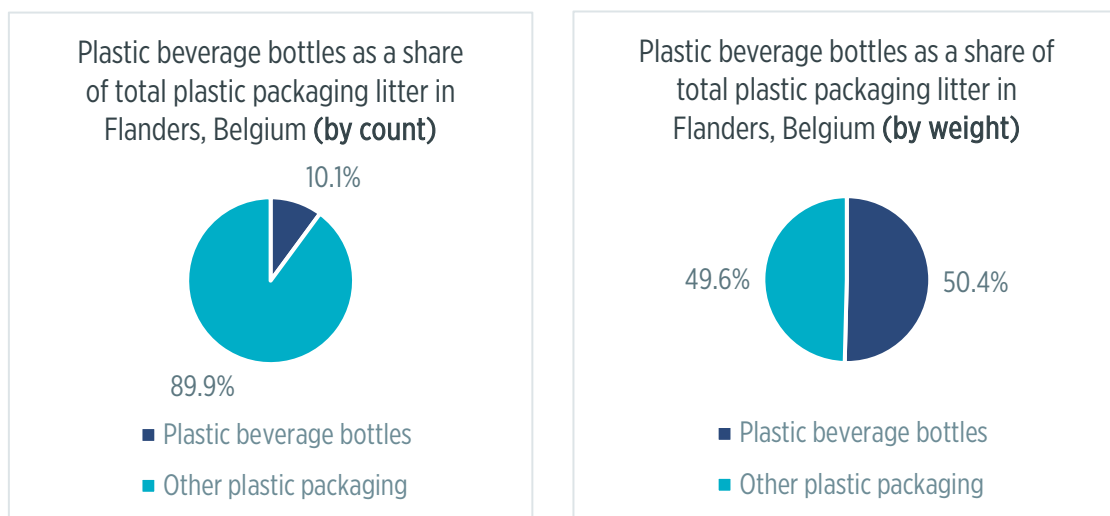 Plastic beverage bottles as a share
of total plastic packaging litter in
Flanders, Belgium (by count)
10.1%
89.9%
Plastic beverage bottles
Other plastic packaging
Plastic beverage bottles as a share of
total plastic packaging litter in
Flanders, Belgium (by weight)
49.6%
50.4%
Plastic beverage bottles
Other plastic packaging